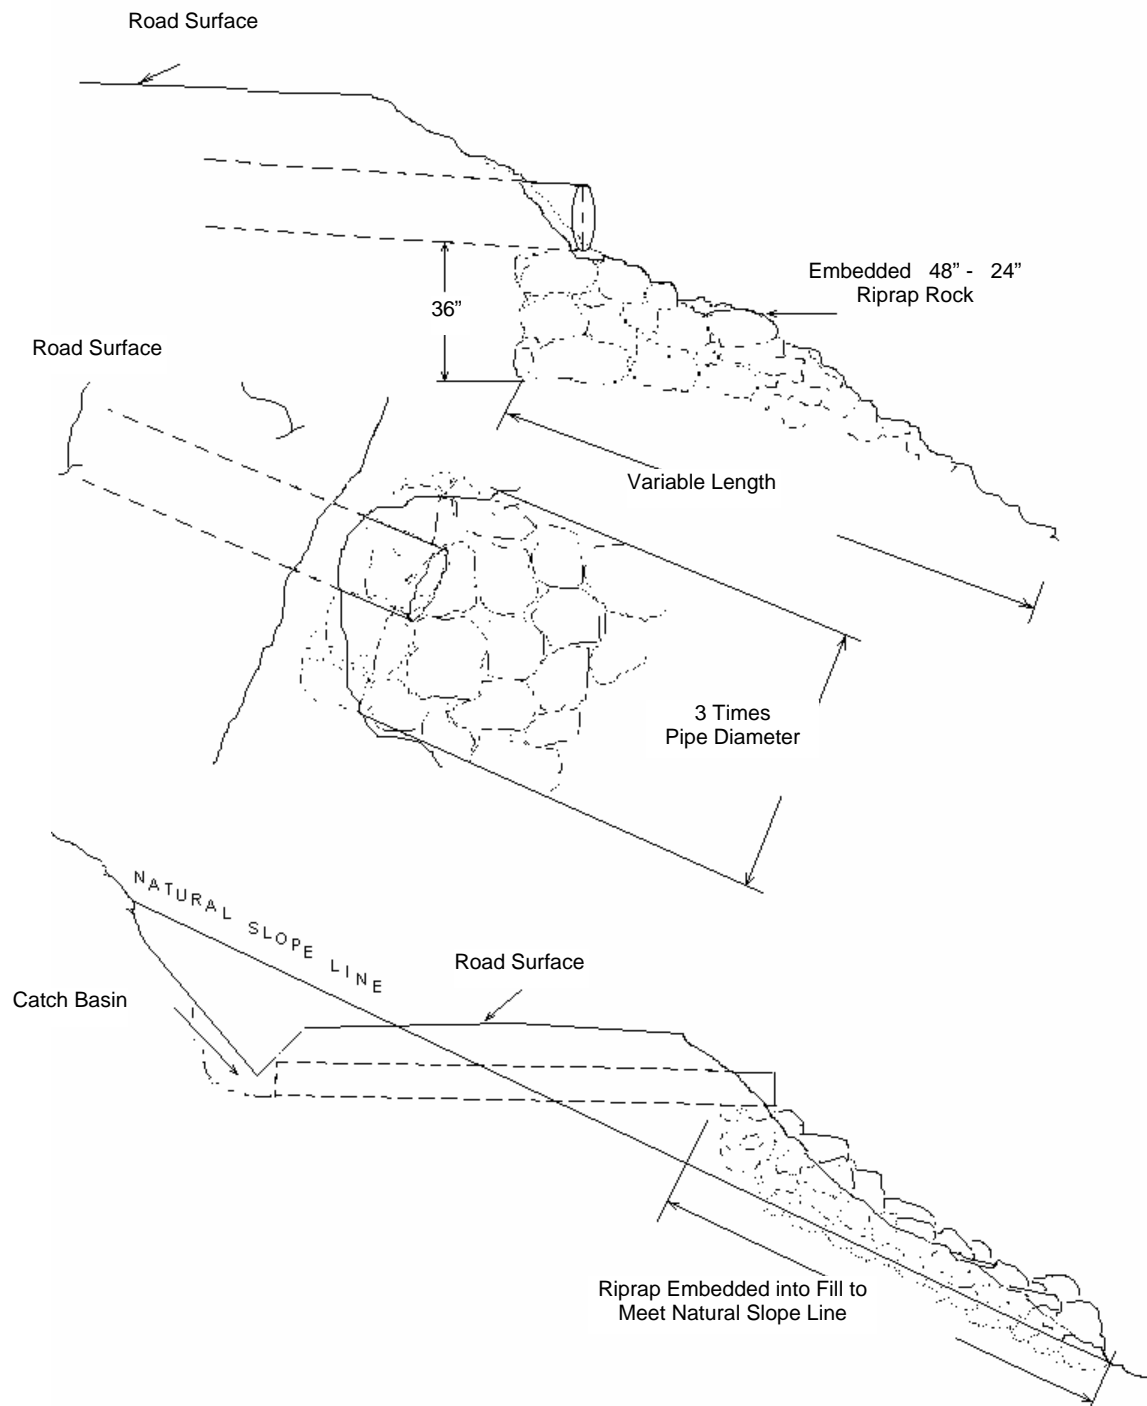 Road Surface
Embedded 48” - 24”
Riprap Rock
36”
Road Surface
Variable Length
3 Times
Pipe Diameter
NATURAL SLOPE LINE
Road Surface
Catch Basin
Riprap Embedded into Fill to
Meet Natural Slope Line